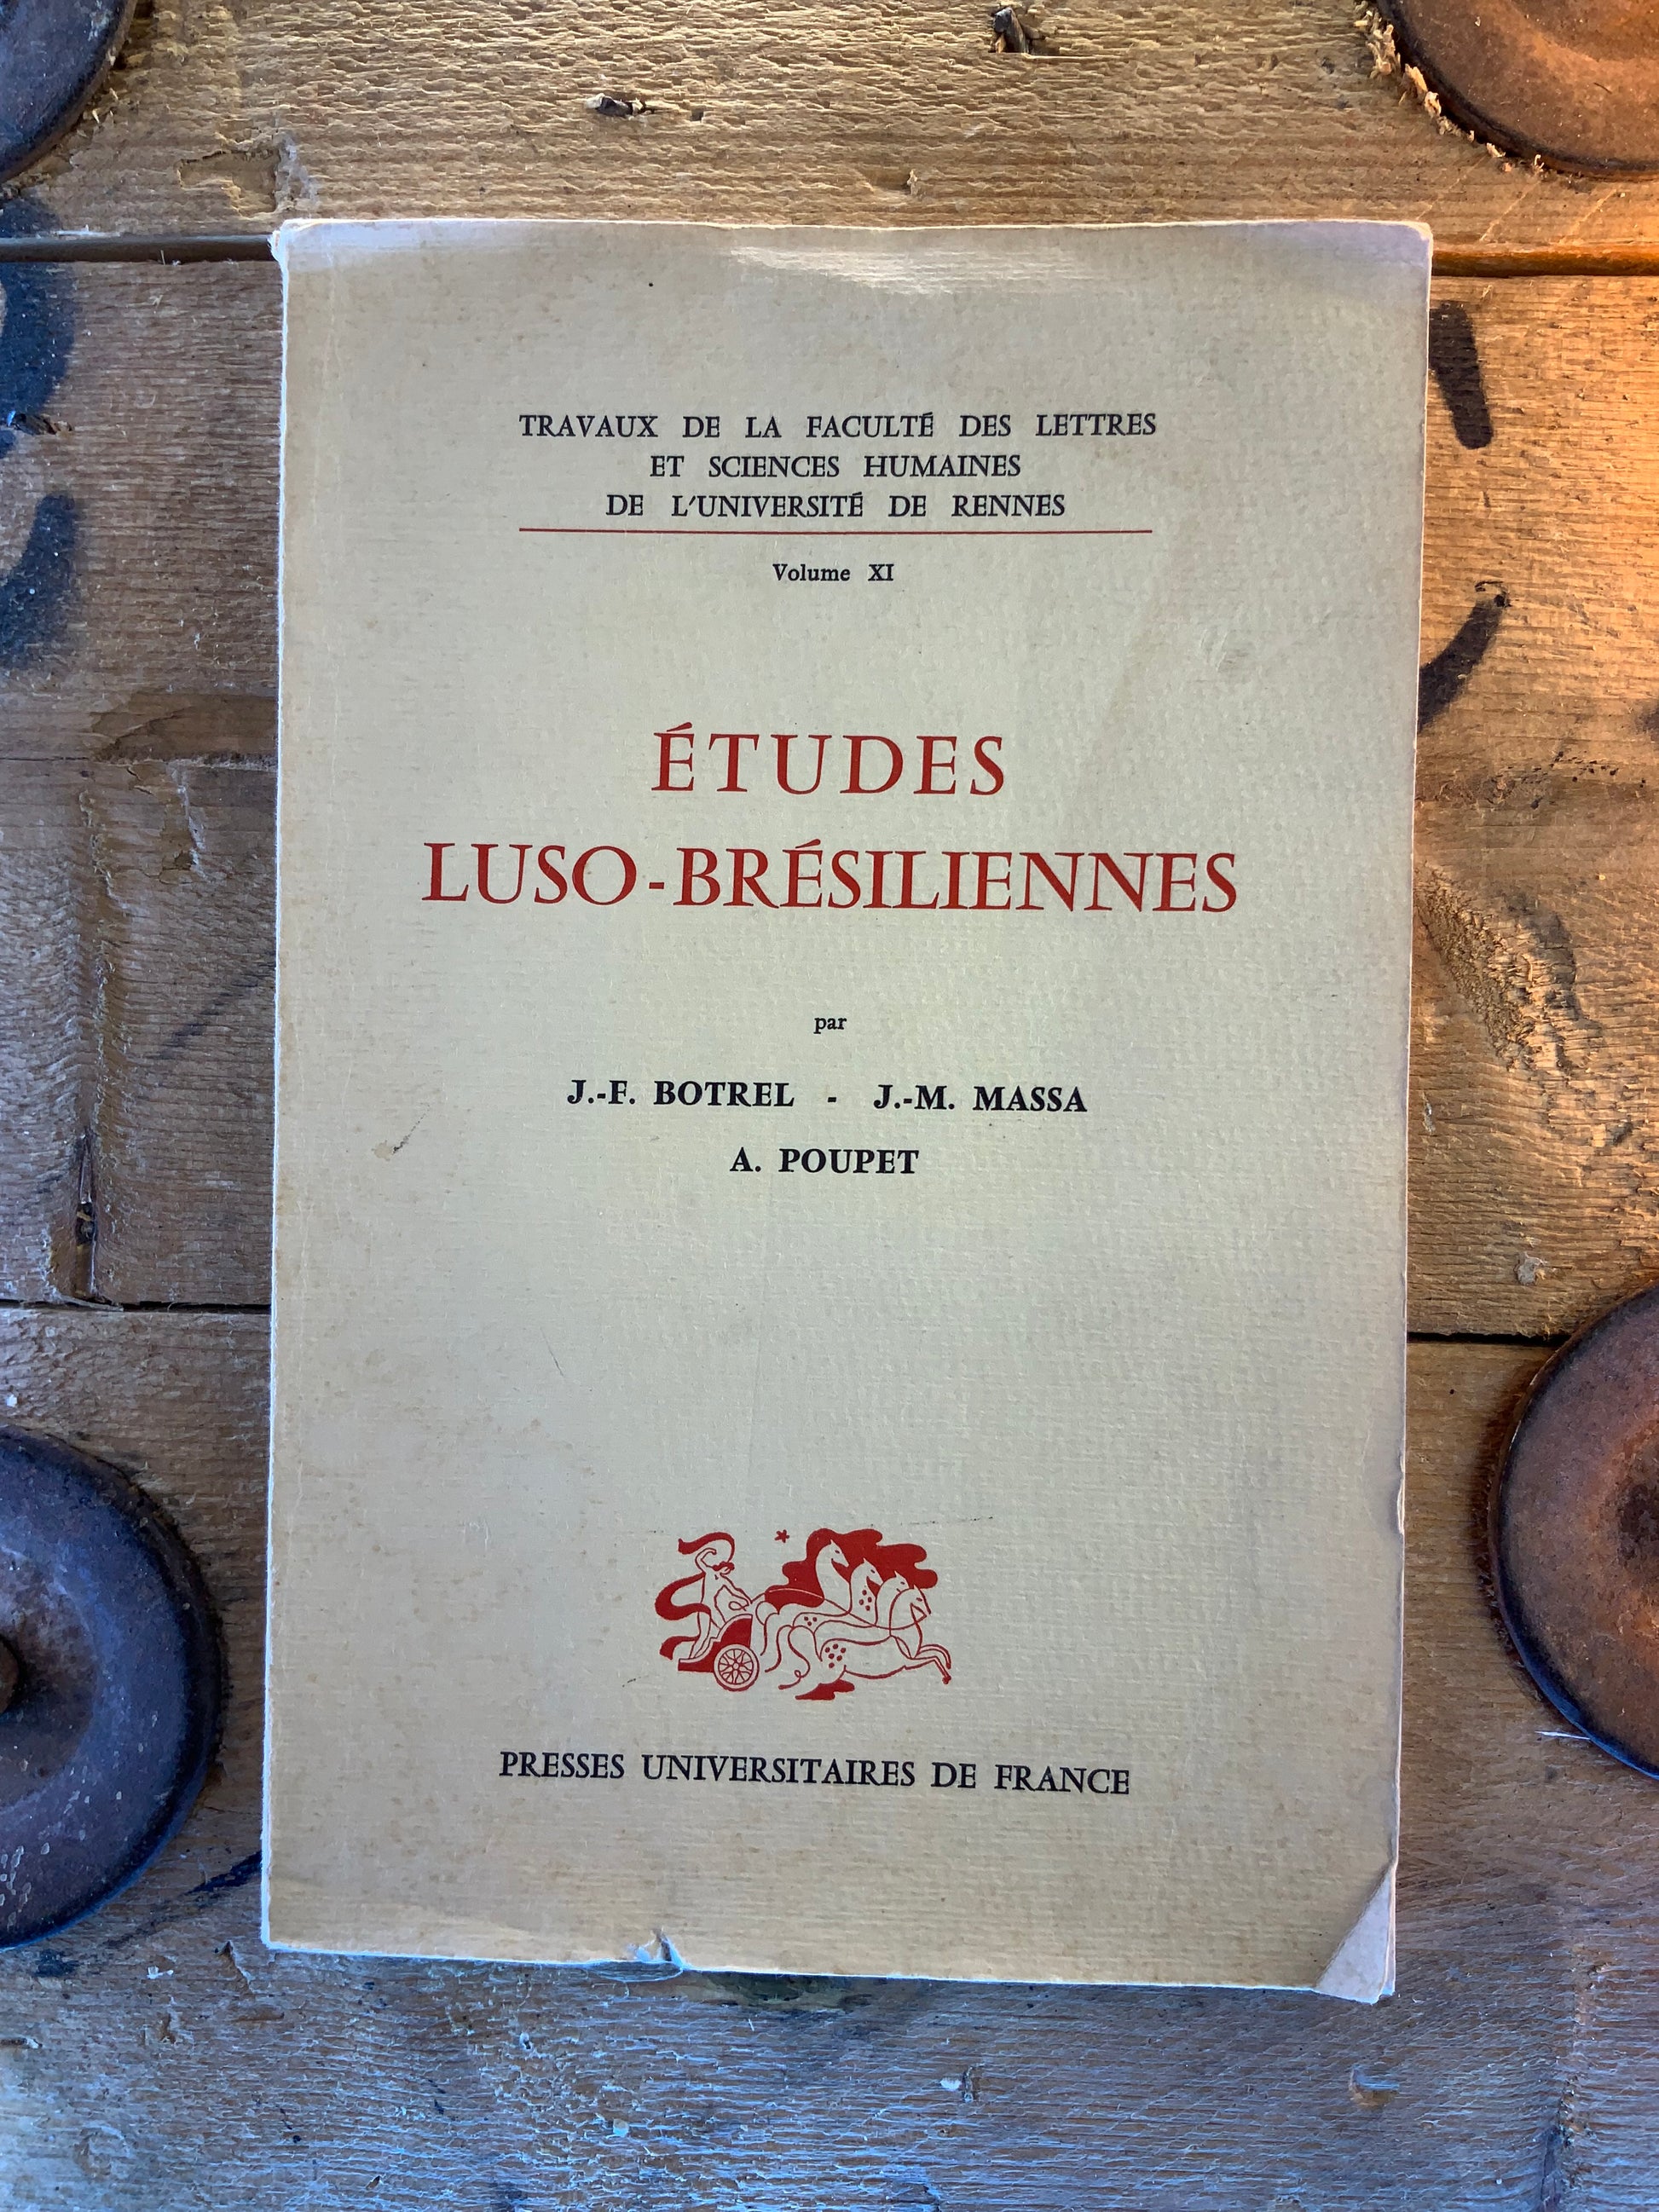 TRAVAUX DE LA FACULTÉ DES LETTRES
ET SCIENCES HUMAINES
DE L'UNIVERSITÉ DE RENNES
Volume XI
ÉTUDES
LUSO-BRÉSILIENNES
par
J.-F. BOTREL - J.-M. MASSA
A. POUPET
PRESSES UNIVERSITAIRES DE FRANCE